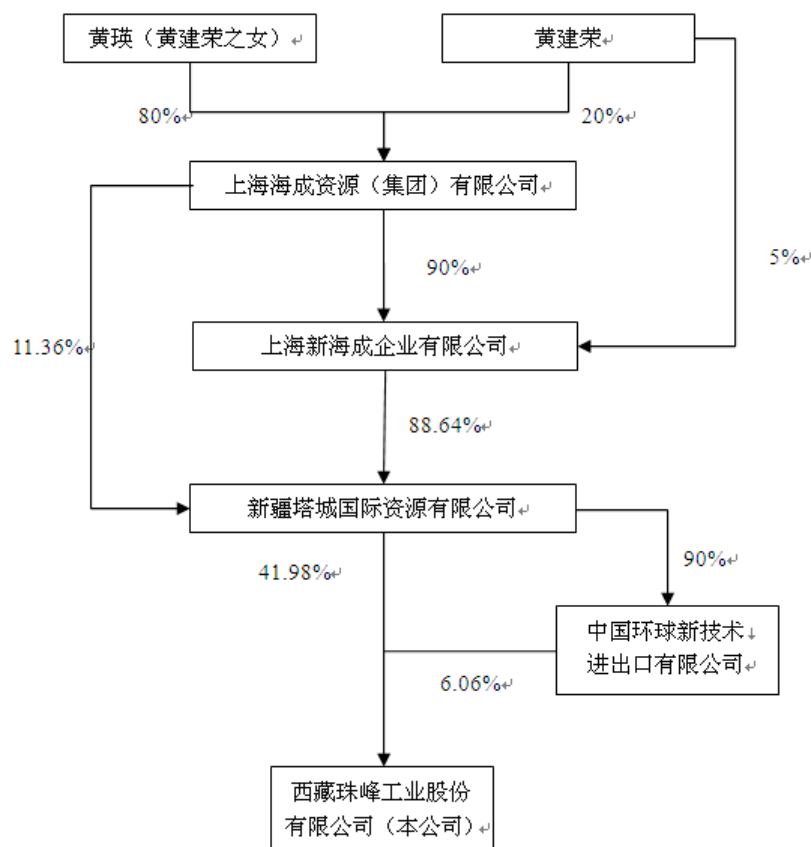 黄瑛（黄建荣之女）
黄建荣
80%
20%
上海海成资源（集团）有限公司
90%
5%
11.36%
上海新海成企业有限公司
88.64%
新疆塔城国际资源有限公司
41.98%
90%
中国环球新技术
进出口有限公司
6.06%
西藏珠峰工业股份
有限公司（本公司）